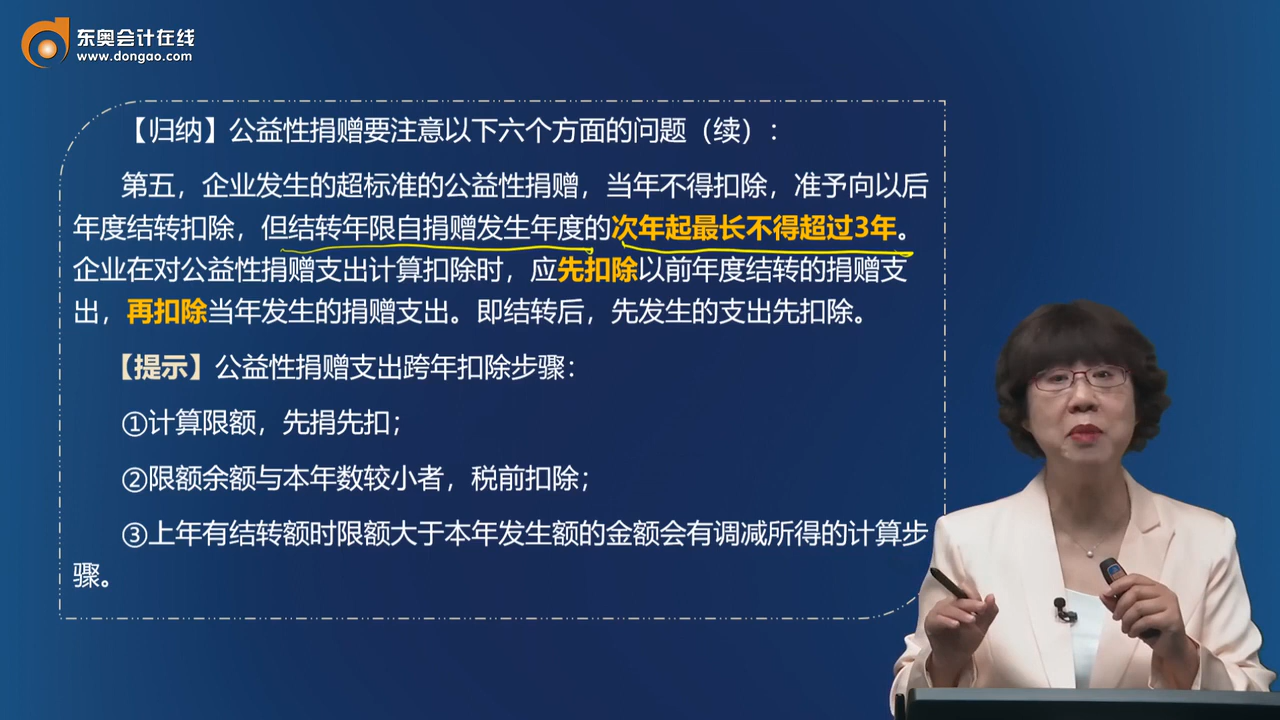 东奥会计在线
www.dongao.com
【归纳】公益性捐赠要注意以下六个方面的问题（续）：
第五，企业发生的超标准的公益性捐赠，当年不得扣除，准予向以后
年度结转扣除，但结转年限自捐赠发生年度的次年起最长不得超过3年。
企业在对公益性捐赠支出计算扣除时，应先扣除以前年度结转的捐赠支
出，再扣除当年发生的捐赠支出。即结转后，先发生的支出先扣除。
【提示】公益性捐赠支出跨年扣除步骤：
①计算限额，先捐先扣；
②限额余额与本年数较小者，税前扣除；
③上年有结转额时限额大于本年发生额的金额会有调减所得的计算步
骤。